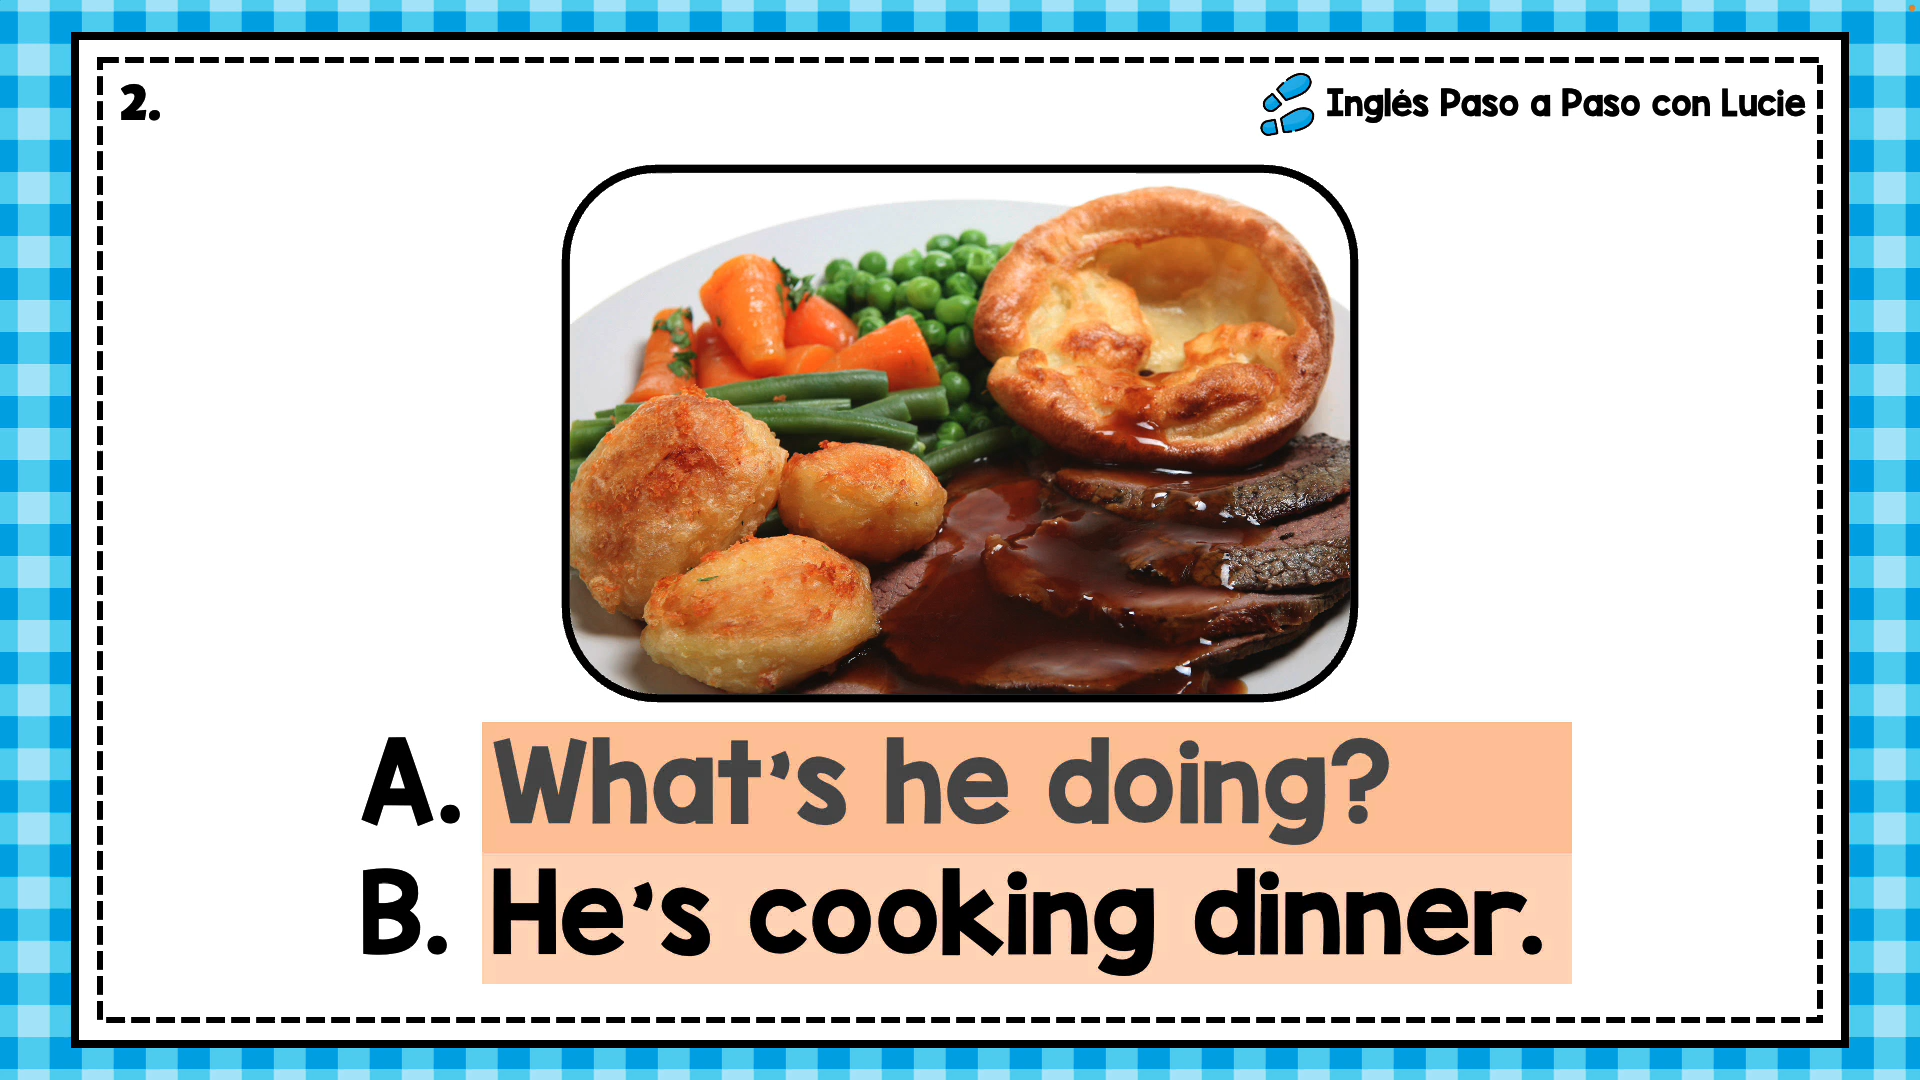 2.
Inglés Paso a Paso con Lucie
A. What's he doing?
B. He's cooking dinner.